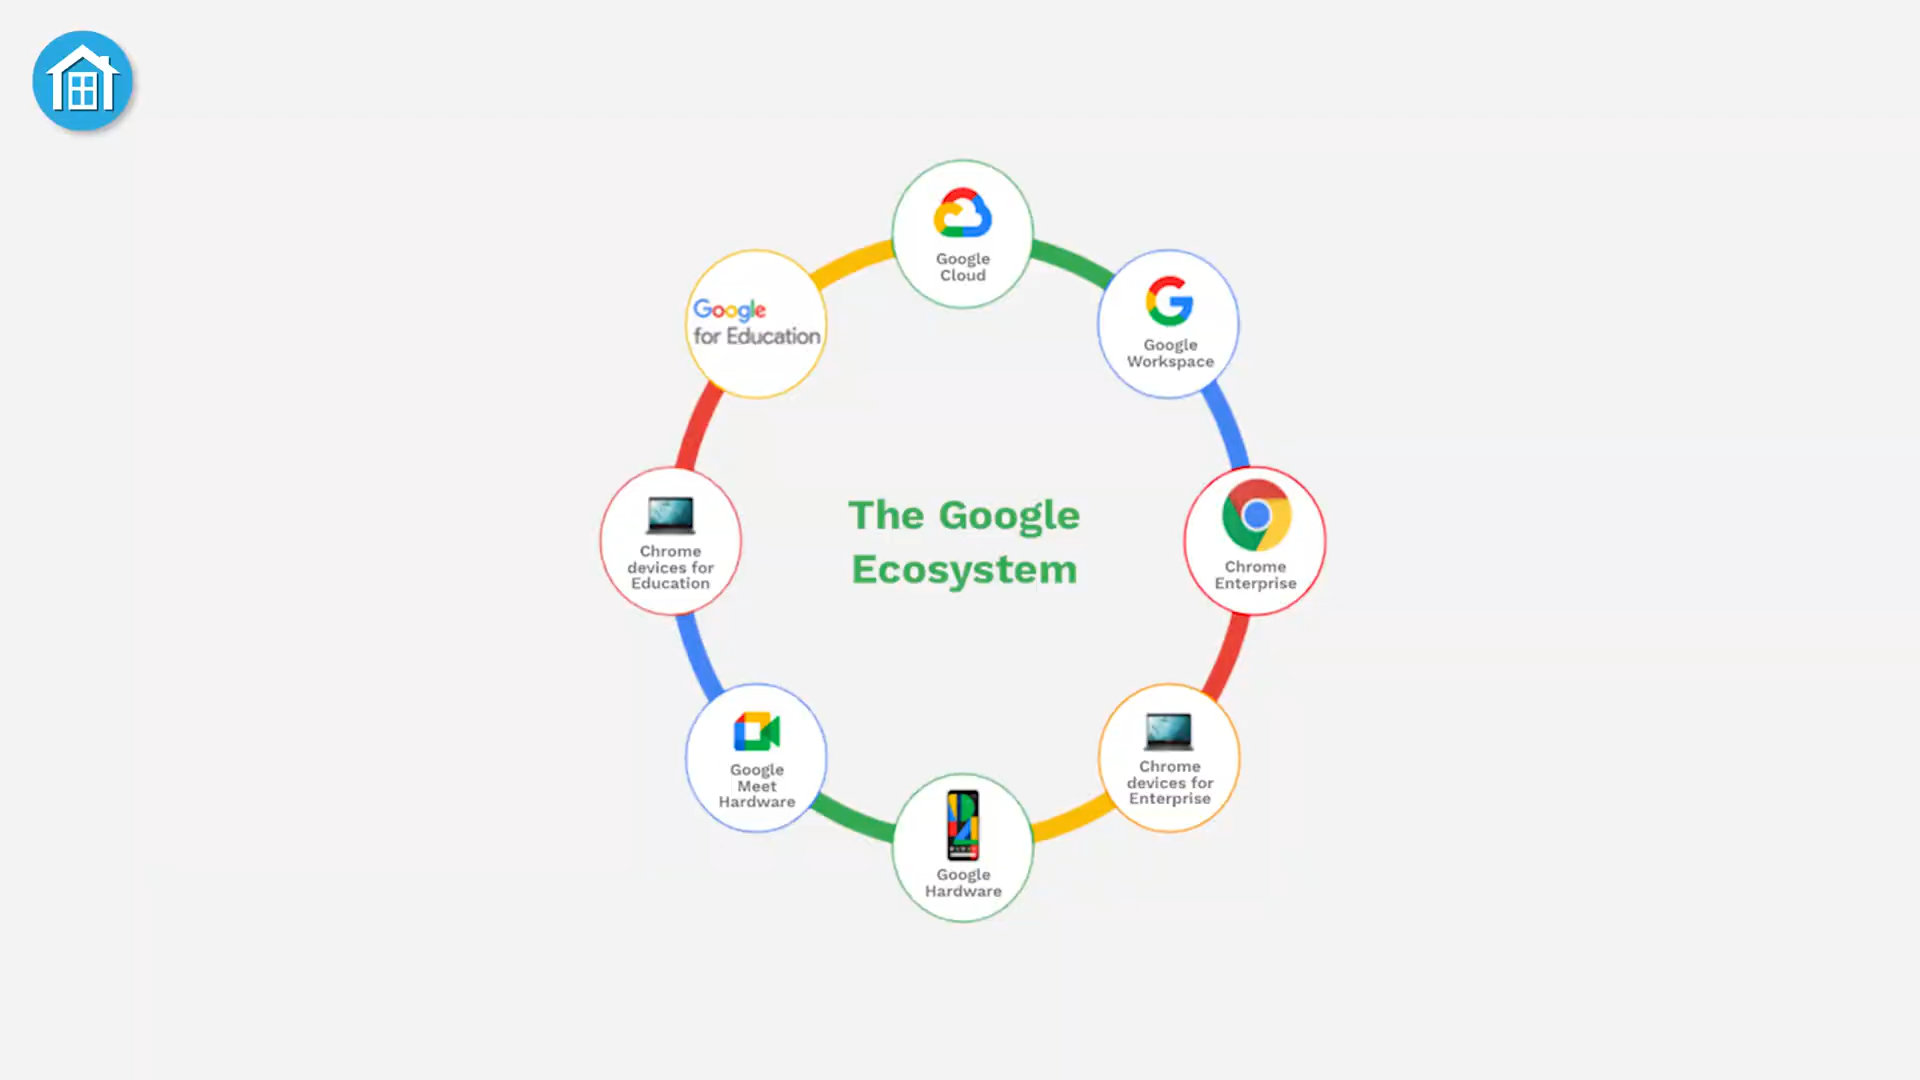 The Google
Ecosystem
Google
Cloud
Google
Workspace
Chrome
Enterprise
Chrome
devices for
Enterprise
Google
Hardware
Google
Meet
Hardware
Chrome
devices for
Education
Google
for Education